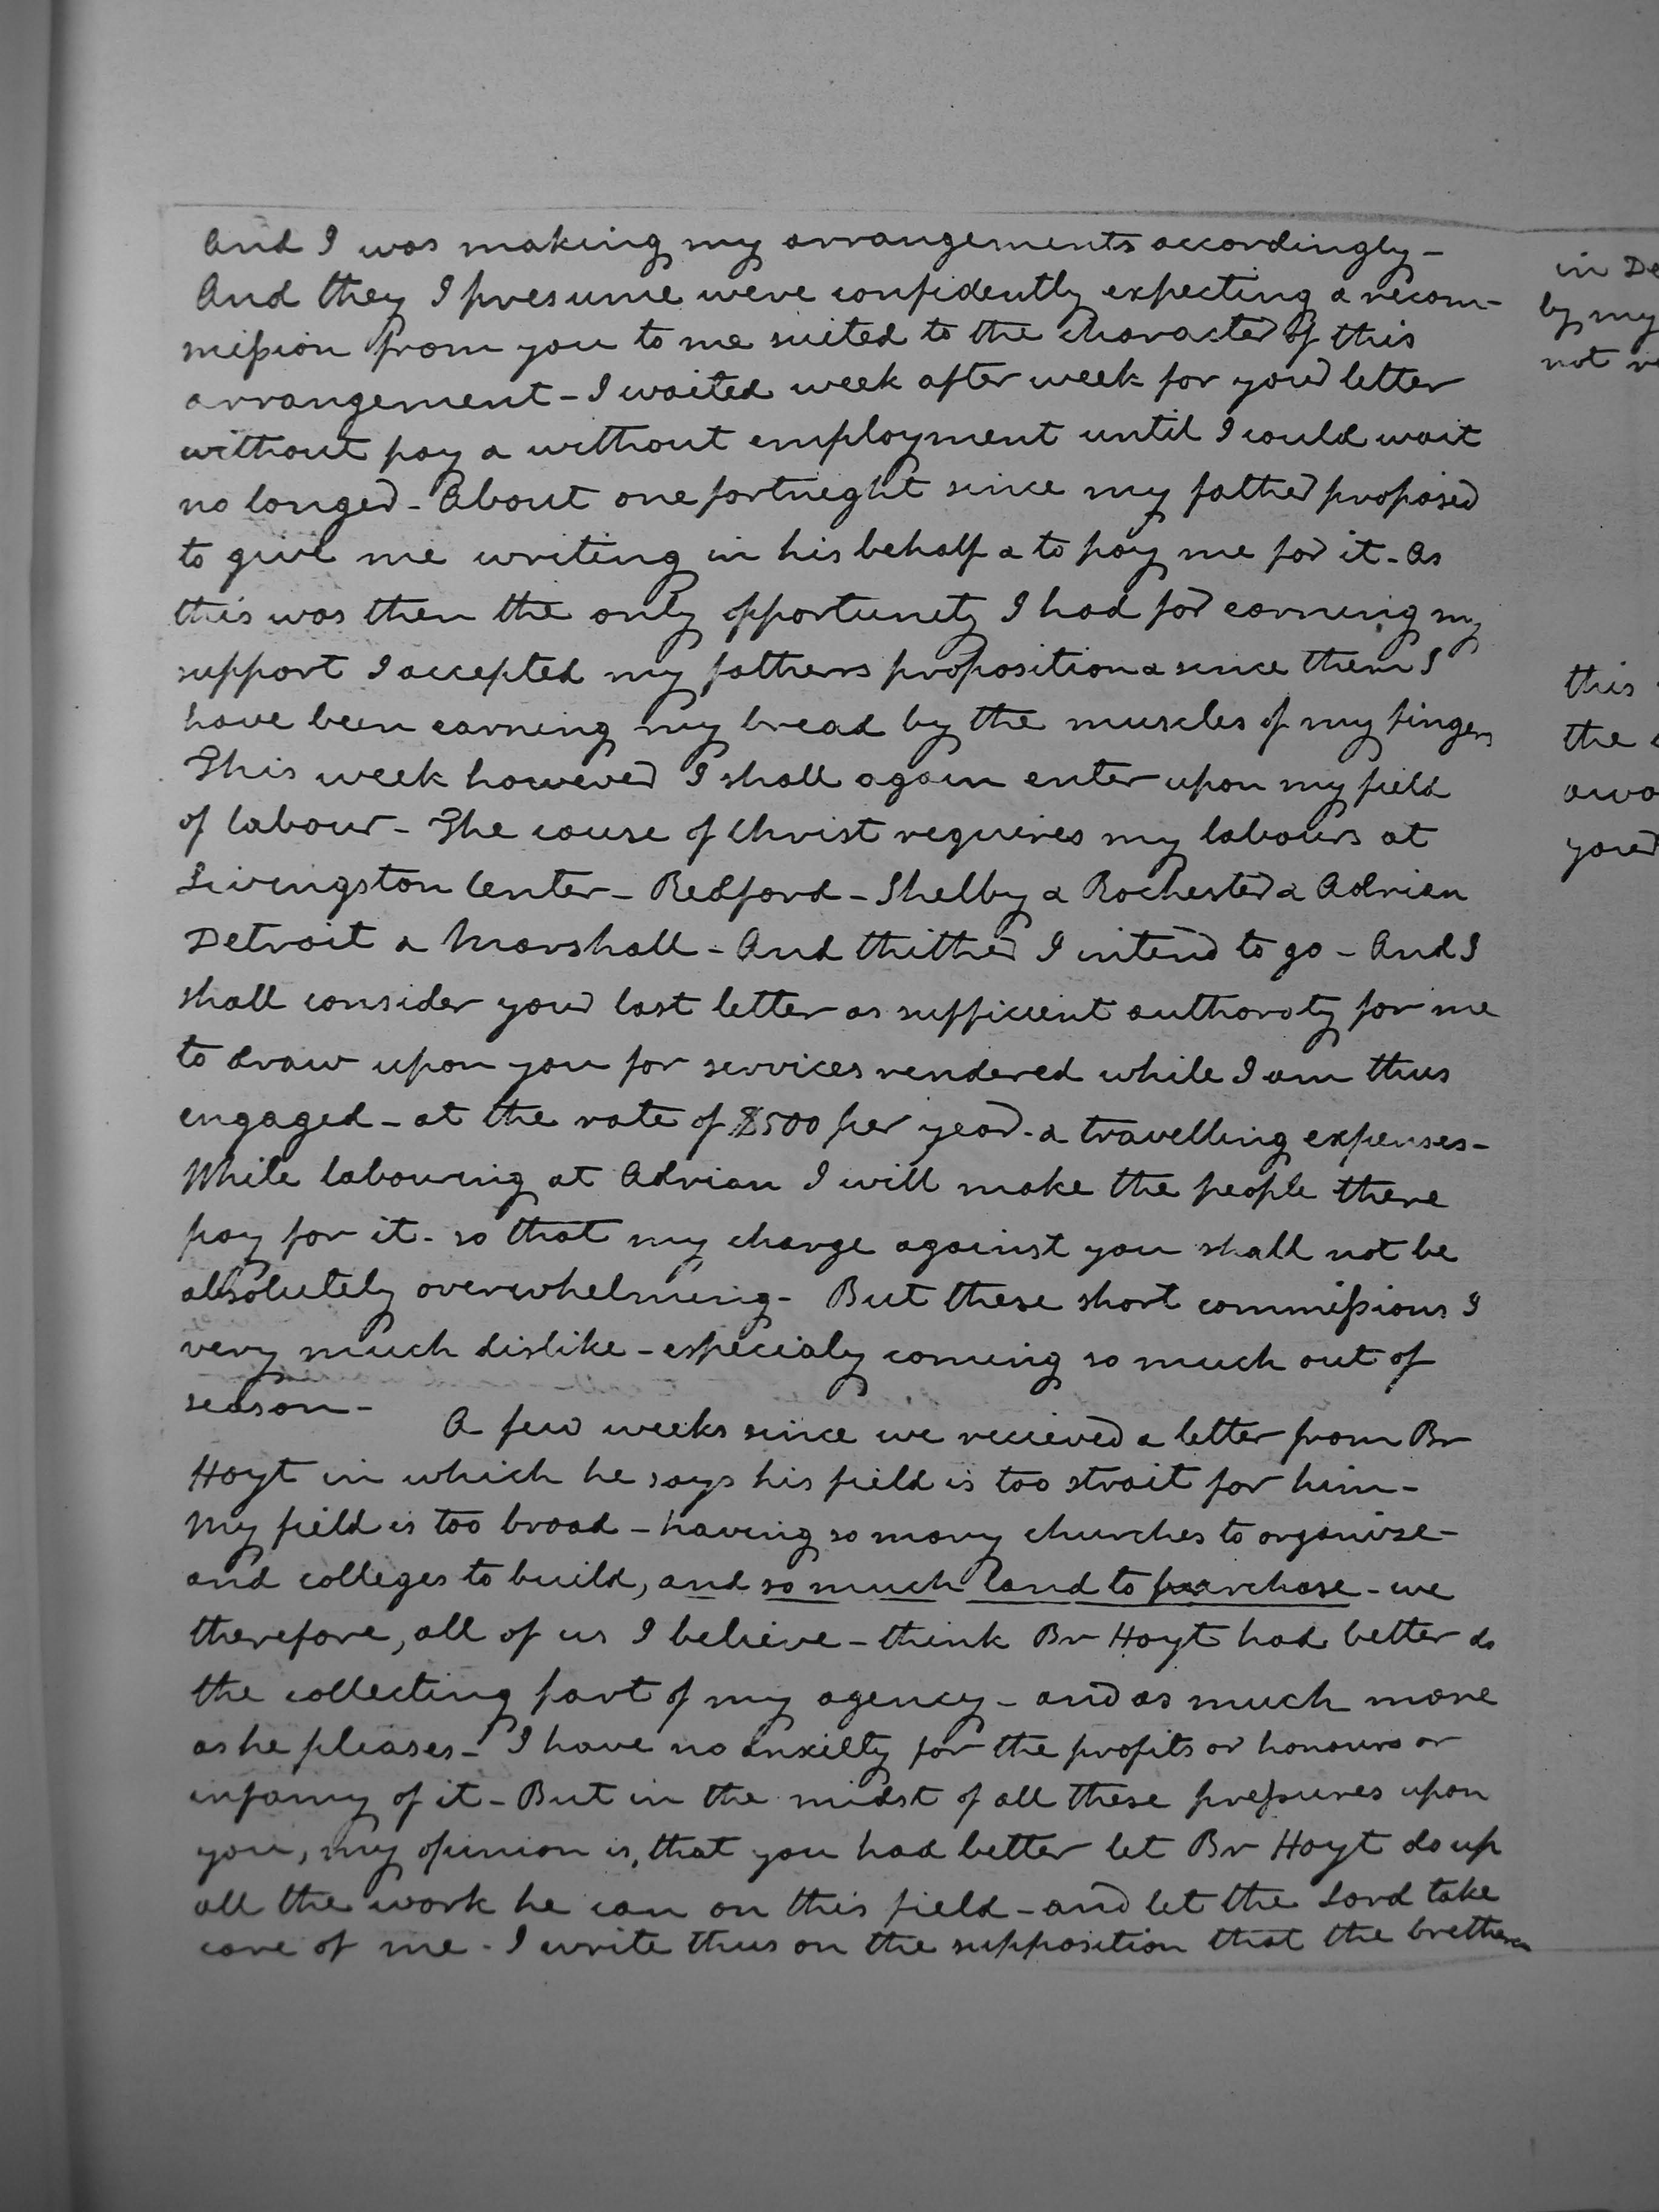 And I was making my arrangements accordingly -
And they I presume were confidently expecting a recom-
mission from you to me suited to the character of this
arrangement - I waited week after week for your letter
without pay & without employment until I could wait
no longer - About one fortnight since my father proposed
to give me writing in his behalf & to pay me for it - As
this was then the only opportunity I had for earning my
support I accepted my fathers proposition & since them I
have been earning my bread by the muscles of my fingers
This week however I shall again enter upon my field
of labour - The cause of Christ requires my labours at
Livingston Center - Redford - Shelby & Rochester & Adrian
Detroit & Marshall - And thither I intend to go - And I
shall consider your last letter as sufficient authoraty for me
to draw upon you for services rendered while I am thus
engaged - at the rate of $500 per year - & travelling expenses -
While labouring at Adrian I will make the people there
pay for it - so that my charge against you shall not be
absolutely overwhelming - But these short commissions I
very much dislike - especialy coming so much out of
season - A few weeks since we recieved a letter from Br
Hoyt in which he says his field is too strait for him -
My field is too broad - having so many churches to organize -
and colleges to build, and so much land to purchase - we
therefore, all of us I believe - think Br Hoyt had better do
the collecting part of my agency - and as much more
as he pleases - I have no anxiety for the profits or honours or
infamy of it - But in the midst of all these pressures upon
you, my opinion is, that you had better let Br Hoyt do up
all the work he can on this field - and let the Lord take
care of me - I write thus on the supposition that the brethren
in De
by my
not re
this
the
awa
your